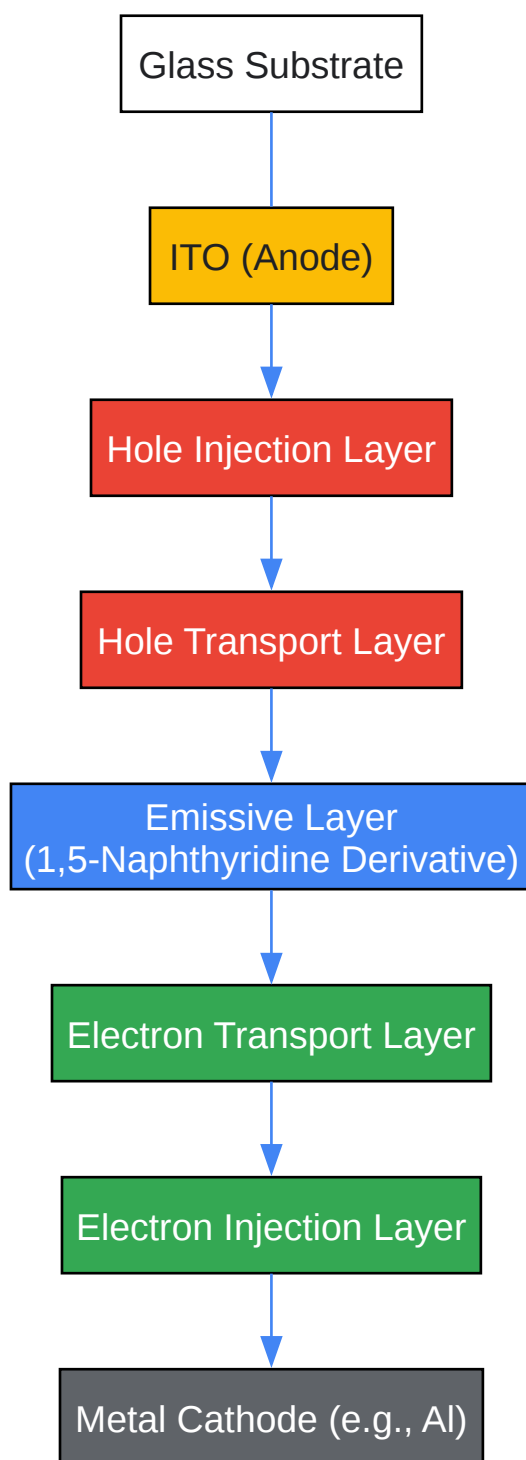 Glass Substrate
ITO (Anode)
Hole Injection Layer
Hole Transport Layer
Emissive Layer
(1,5-Naphthyridine Derivative)
Electron Transport Layer
Electron Injection Layer
Metal Cathode (e.g., Al)